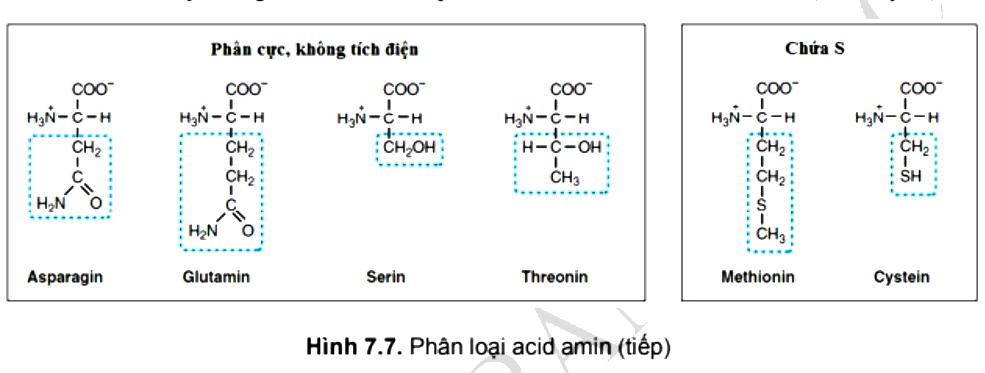 Phân cực, không tích điện
COO⁻ COO⁻ COO⁻ COO⁻
H₃N⁺–C–H H₃N⁺–C–H H₃N⁺–C–H H₃N⁺–C–H
CH₂ CH₂ CH₂OH H–C–OH
C CH₂ CH₃
H₂N O C
H₂N O
Asparagin Glutamin Serin Threonin
Chứa S
COO⁻ COO⁻
H₃N⁺–C–H H₃N⁺–C–H
CH₂ CH₂
CH₂ SH
S
CH₃
Methionin Cystein
Hình 7.7. Phân loại acid amin (tiếp)